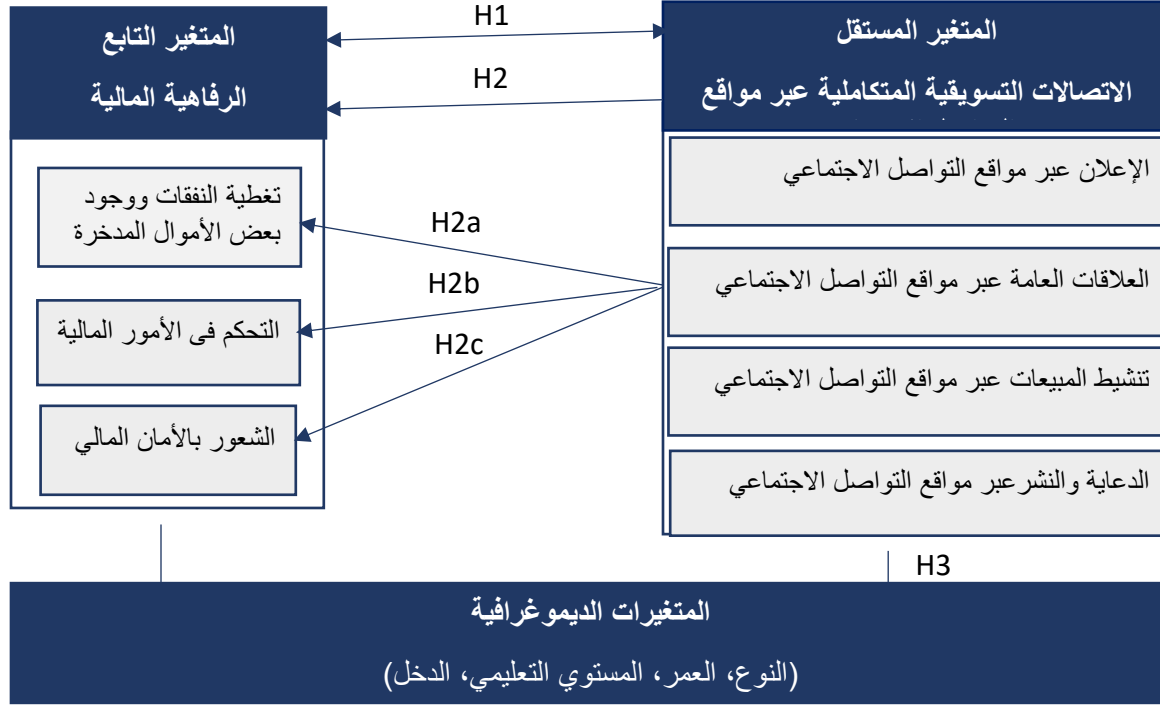 المتغير المستقل
الاتصالات التسويقية المتكاملية عبر مواقع
الإعلان عبر مواقع التواصل الاجتماعي
العلاقات العامة عبر مواقع التواصل الاجتماعي
تنشيط المبيعات عبر مواقع التواصل الاجتماعي
الدعاية والنشرعبر مواقع التواصل الاجتماعي
H1
H2
H2a
H2b
H2c
المتغير التابع
الرفاهية المالية
تغطية النفقات ووجود
بعض الأموال المدخرة
التحكم فى الأمور المالية
الشعور بالأمان المالي
H3
المتغيرات الديموغرافية
(النوع، العمر، المستوي التعليمي، الدخل)